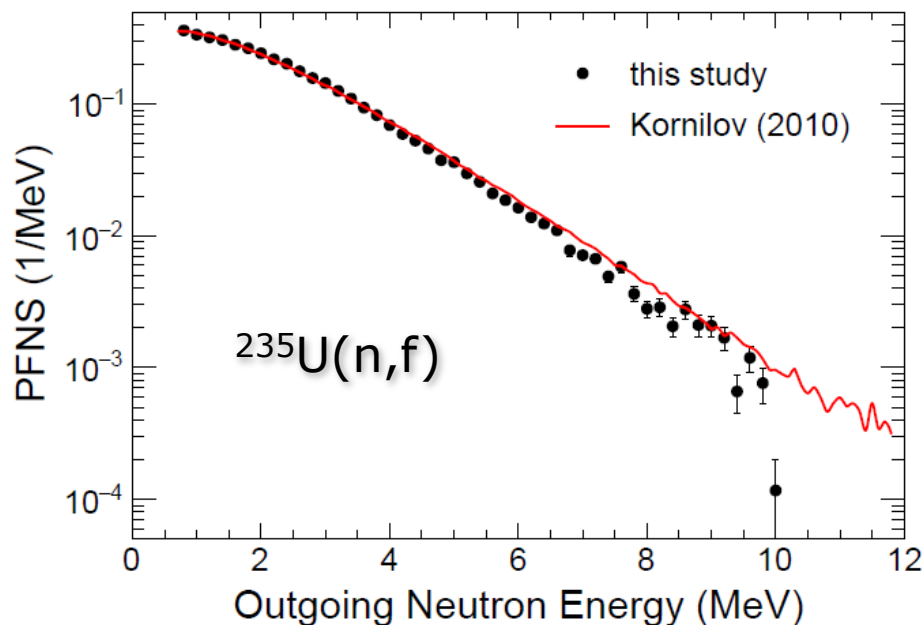 PFNS (1/MeV)
10⁻¹
10⁻²
10⁻³
10⁻⁴
this study
Kornilov (2010)
²³⁵U(n,f)
0 2 4 6 8 10 12
Outgoing Neutron Energy (MeV)